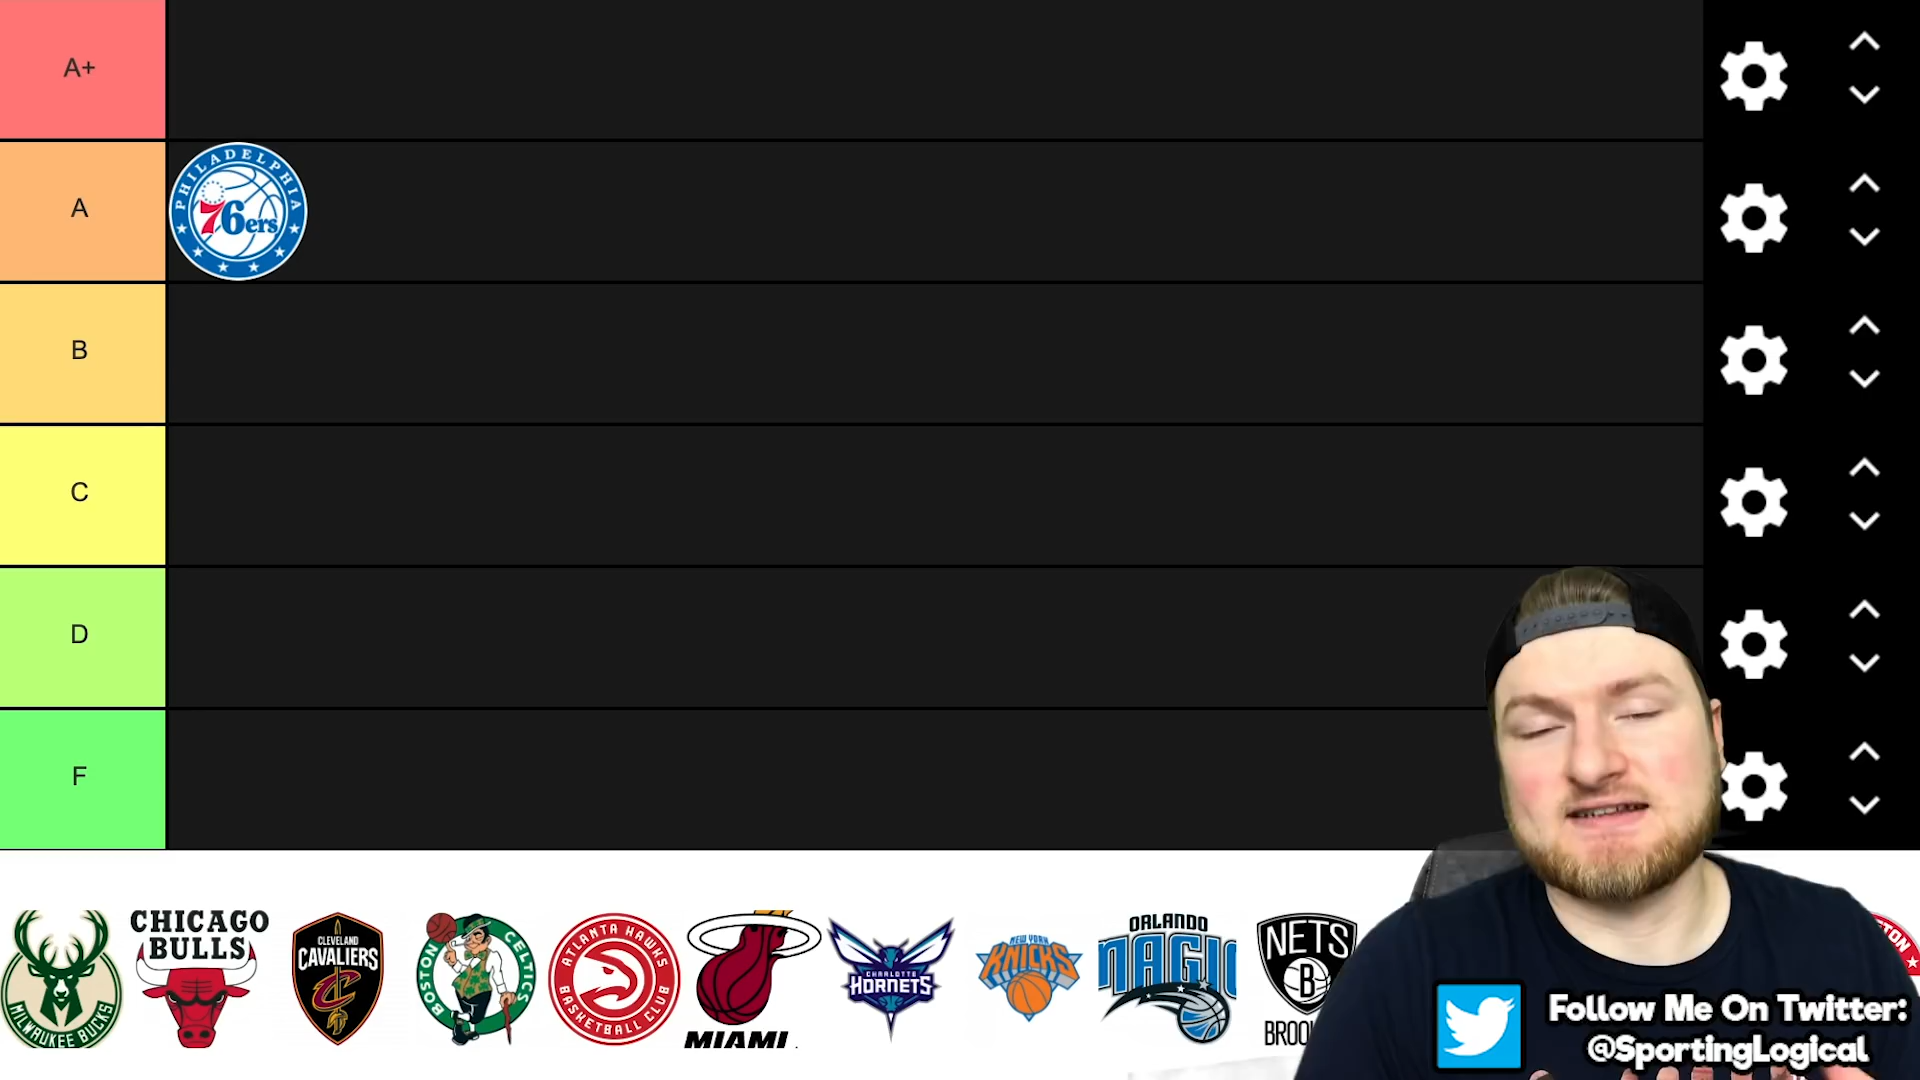 A+
A
PHILADELPHIA
76ers
B
C
D
F
MILWAUKEE BUCKS
CHICAGO
BULLS
CLEVELAND
CAVALIERS
BOSTON CELTICS
ATLANTA HAWKS
BASKETBALL CLUB
MIAMI
CHARLOTTE
HORNETS
NEW YORK
KNICKS
ORLANDO
MAGIC
NETS
B
BROO
Follow Me On Twitter:
@SportingLogical